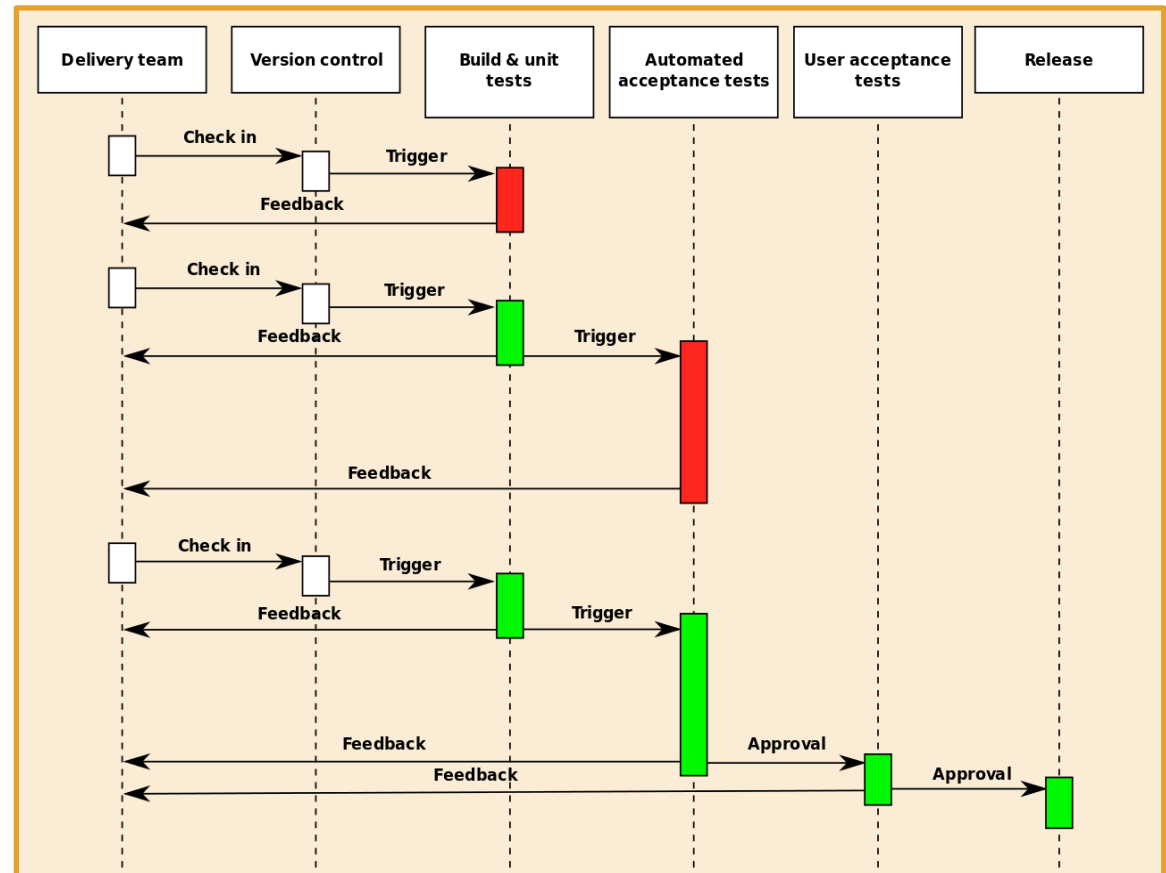 Delivery team
Version control
Build & unit
tests
Automated
acceptance tests
User acceptance
tests
Release
Check in
Trigger
Feedback
Check in
Trigger
Feedback
Trigger
Feedback
Check in
Trigger
Feedback
Trigger
Feedback
Approval
Feedback
Approval